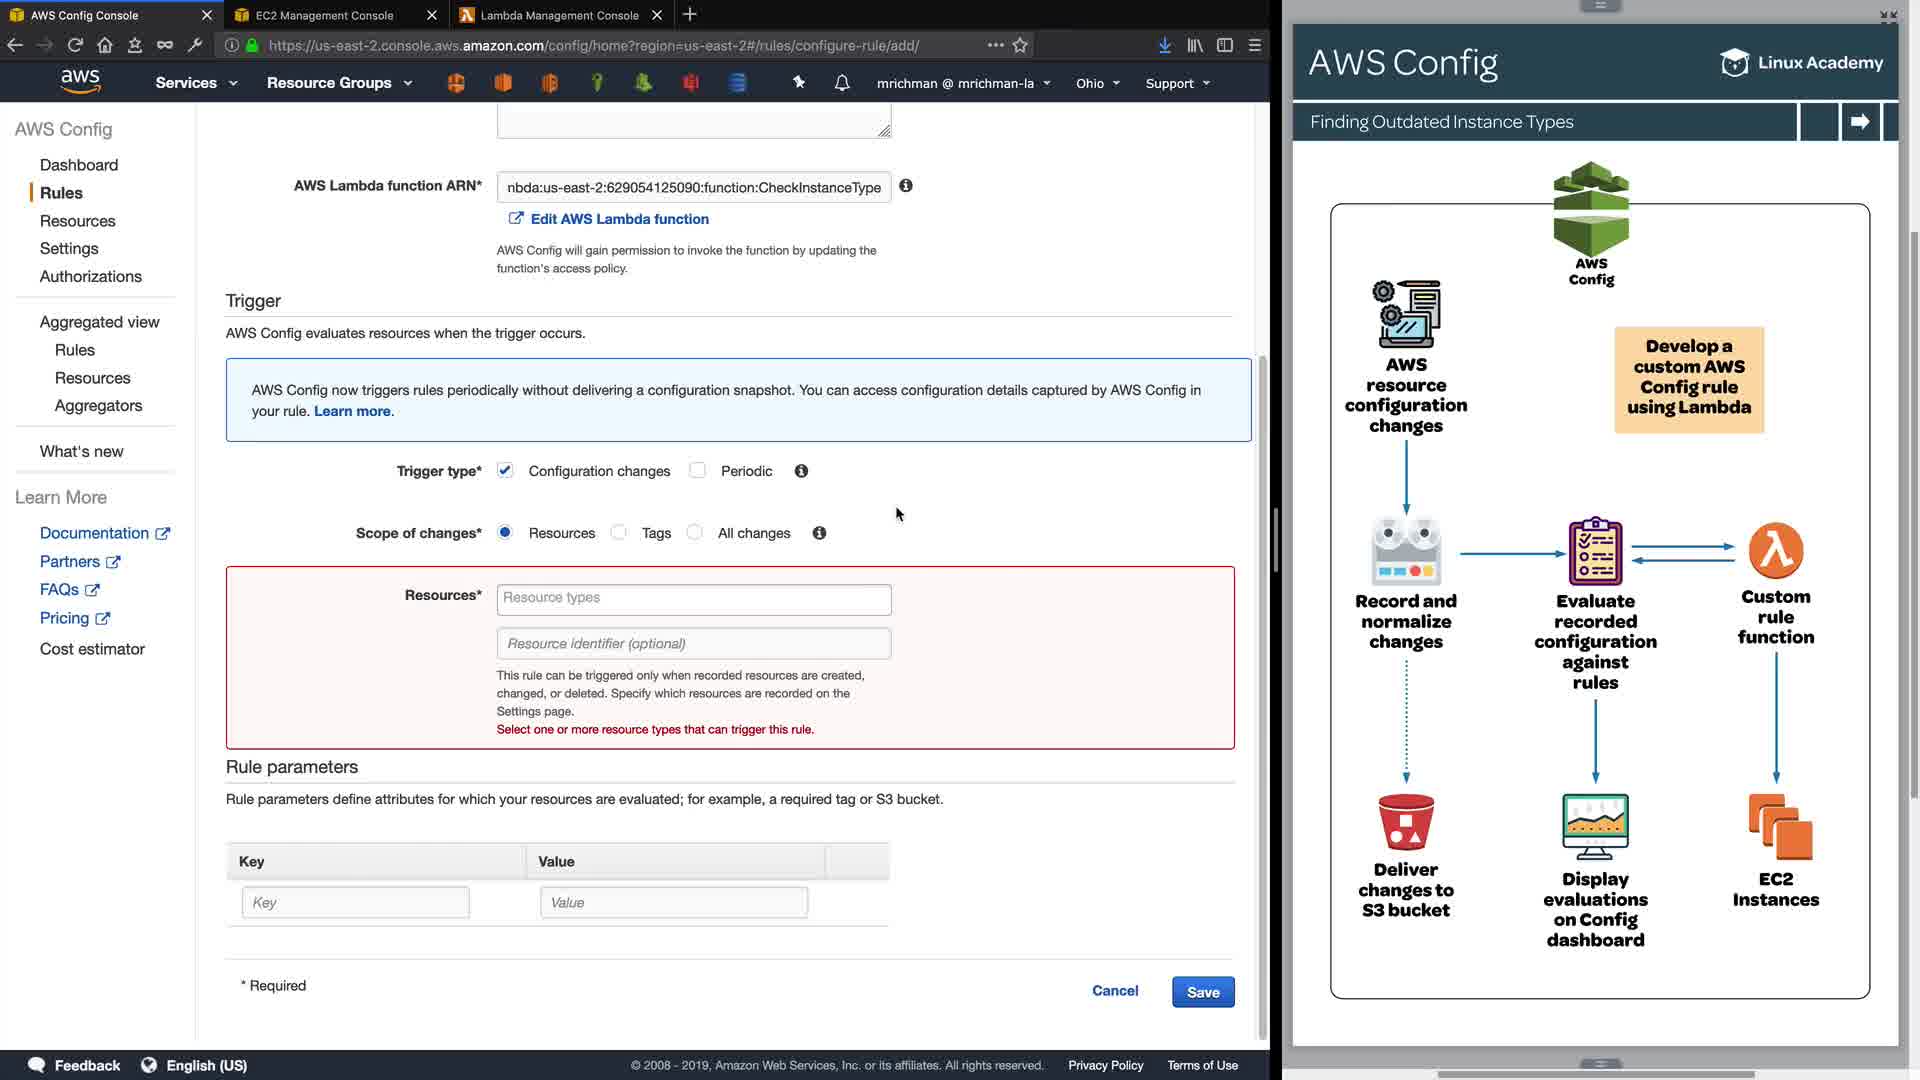 AWS Config Console
EC2 Management Console
Lambda Management Console
https://us-east-2.console.aws.amazon.com/config/home?region=us-east-2#/rules/configure-rule/add/
aws
Services
Resource Groups
mrichman @ mrichman-la
Ohio
Support
AWS Config
Dashboard
Rules
Resources
Settings
Authorizations
Aggregated view
Rules
Resources
Aggregators
What's new
Learn More
Documentation
Partners
FAQs
Pricing
Cost estimator
AWS Lambda function ARN*
nbda:us-east-2:629054125090:function:CheckInstanceType
Edit AWS Lambda function
AWS Config will gain permission to invoke the function by updating the
function's access policy.
Trigger
AWS Config evaluates resources when the trigger occurs.
AWS Config now triggers rules periodically without delivering a configuration snapshot. You can access configuration details captured by AWS Config in
your rule. Learn more.
Trigger type*
Configuration changes
Periodic
Scope of changes*
Resources
Tags
All changes
Resources*
Resource types
Resource identifier (optional)
This rule can be triggered only when recorded resources are created,
changed, or deleted. Specify which resources are recorded on the
Settings page.
Select one or more resource types that can trigger this rule.
Rule parameters
Rule parameters define attributes for which your resources are evaluated; for example, a required tag or S3 bucket.
Key
Value
Key
Value
* Required
Cancel
Save
Feedback
English (US)
© 2008 - 2019, Amazon Web Services, Inc. or its affiliates. All rights reserved.
Privacy Policy
Terms of Use
AWS Config
Linux Academy
Finding Outdated Instance Types
AWS
Config
AWS
resource
configuration
changes
Develop a
custom AWS
Config rule
using Lambda
Record and
normalize
changes
Evaluate
recorded
configuration
against
rules
Custom
rule
function
Deliver
changes to
S3 bucket
Display
evaluations
on Config
dashboard
EC2
Instances